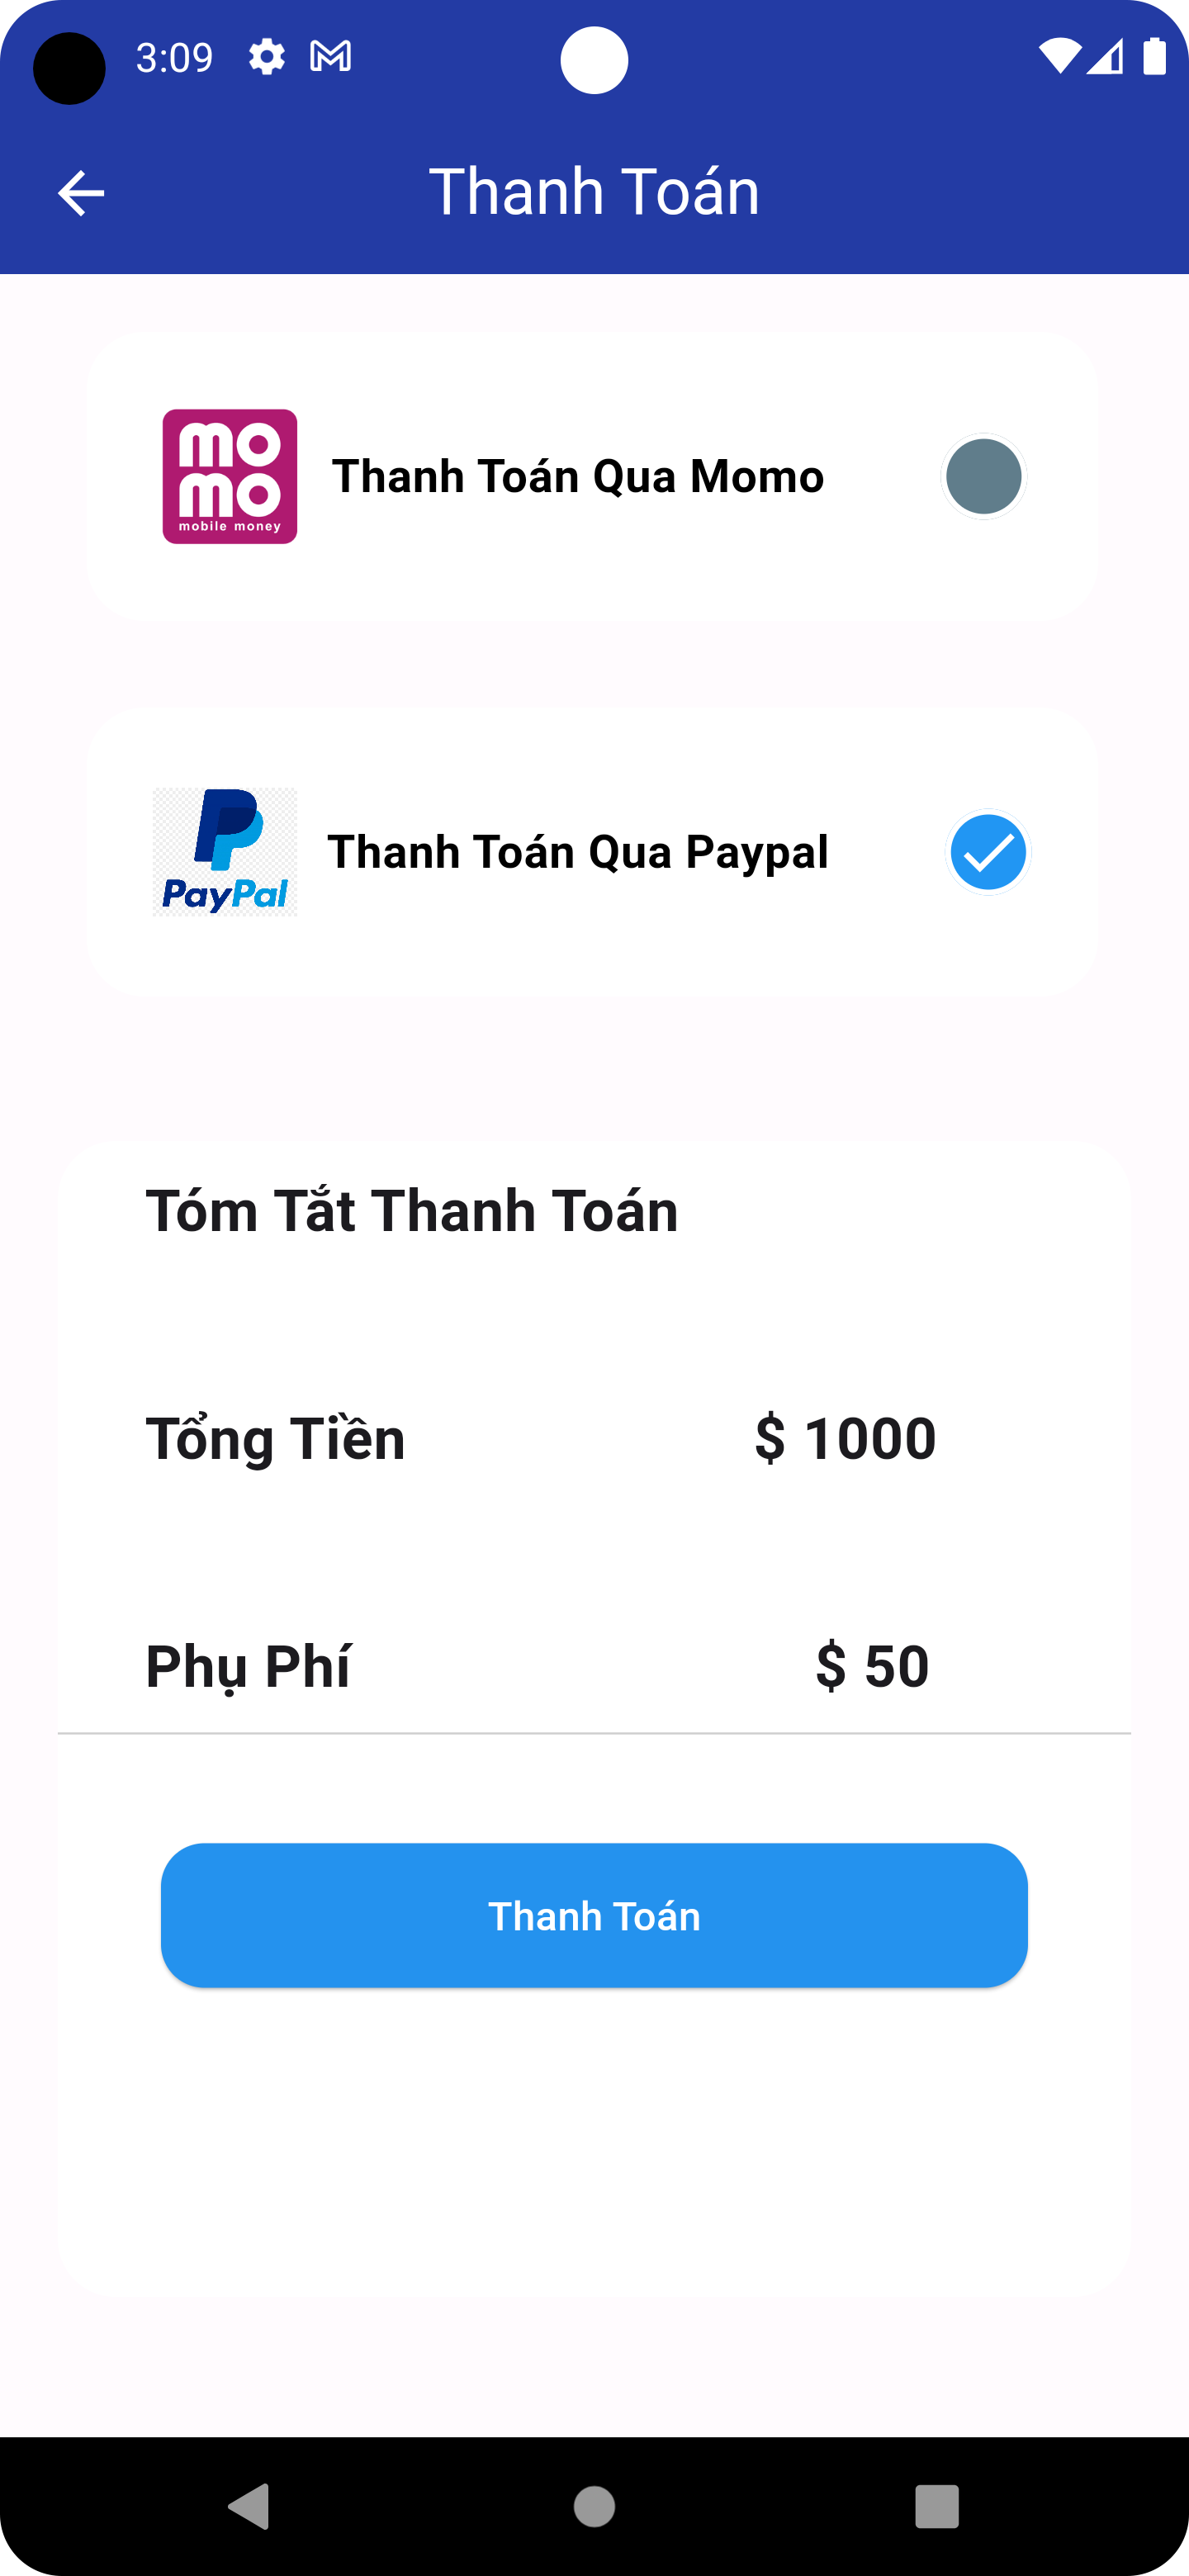 3:09
Thanh Toán
mo
mo
mobile money
Thanh Toán Qua Momo
PayPal
Thanh Toán Qua Paypal
Tóm Tắt Thanh Toán
Tổng Tiền $ 1000
Phụ Phí $ 50
Thanh Toán